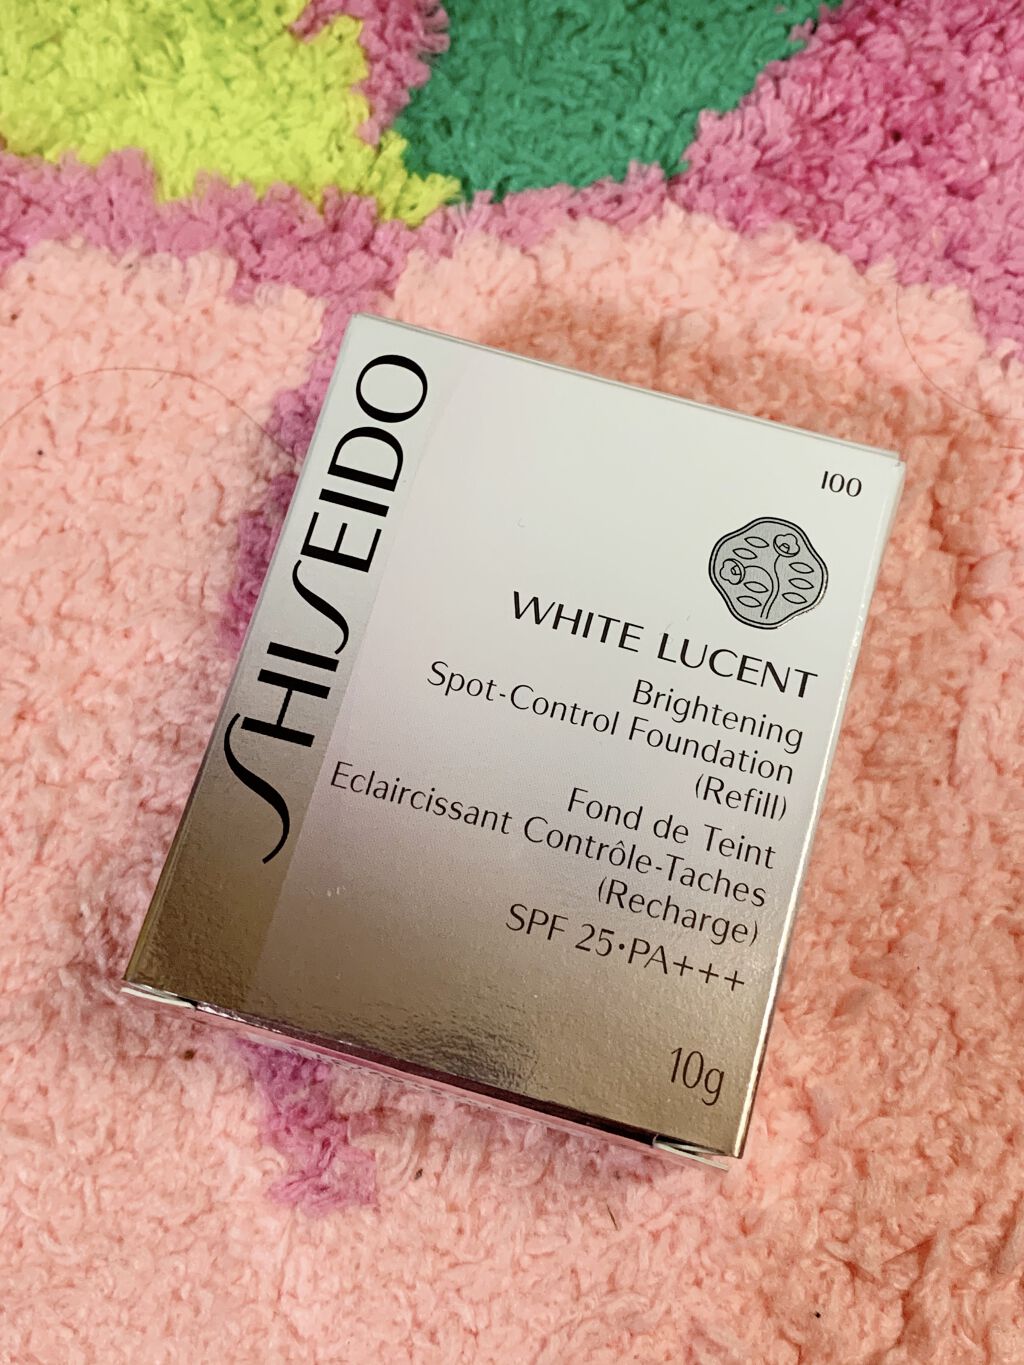 SHISEIDO
100
WHITE LUCENT
Brightening
Spot-Control Foundation
(Refill)
Fond de Teint
Eclaircissant Contrôle-Taches
(Recharge)
SPF 25•PA+++
10g